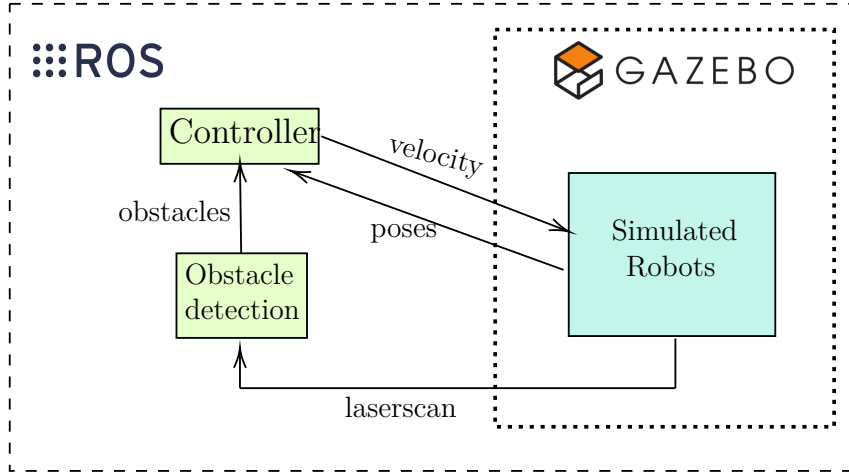 ROS
GAZEBO
Controller
velocity
obstacles
poses
Simulated
Robots
Obstacle
detection
laserscan